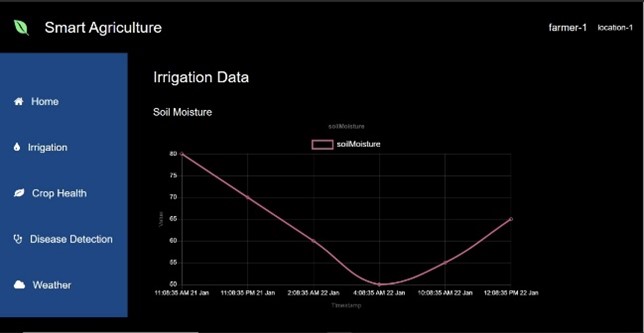 Smart Agriculture
farmer-1 location-1
Home
Irrigation
Crop Health
Disease Detection
Weather
Irrigation Data
Soil Moisture
soilMoisture
soilMoisture
80
75
70
65
60
55
50
Value
11:08:35 AM 21 Jan 11:08:35 PM 21 Jan 2:08:35 AM 22 Jan 4:08:35 AM 22 Jan 10:08:35 AM 22 Jan 12:08:35 PM 22 Jan
Timestamp